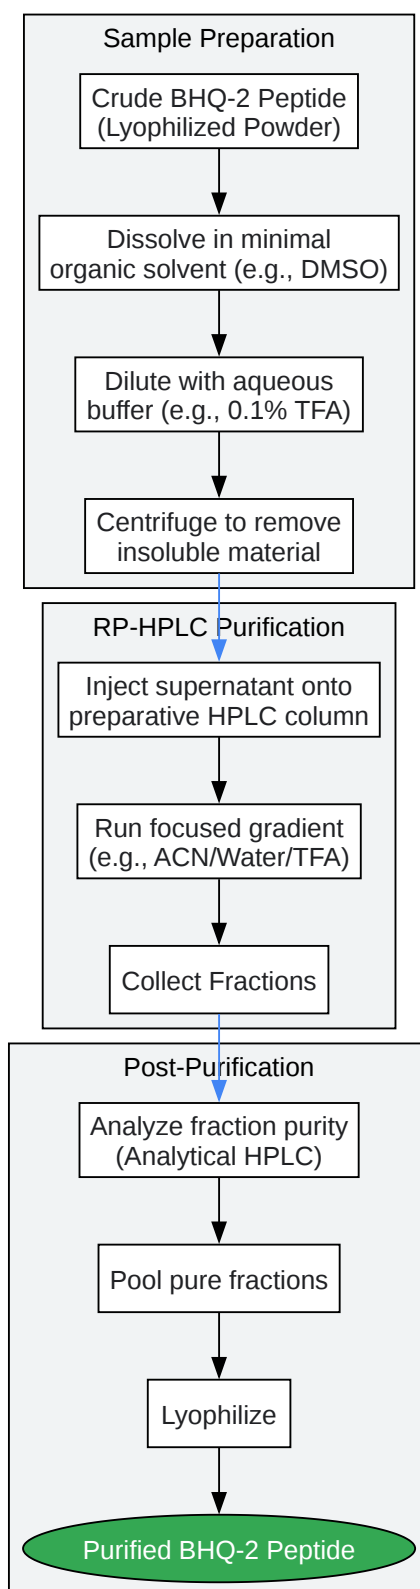 Sample Preparation
Crude BHQ-2 Peptide
(Lyophilized Powder)
Dissolve in minimal
organic solvent (e.g., DMSO)
Dilute with aqueous
buffer (e.g., 0.1% TFA)
Centrifuge to remove
insoluble material
RP-HPLC Purification
Inject supernatant onto
preparative HPLC column
Run focused gradient
(e.g., ACN/Water/TFA)
Collect Fractions
Post-Purification
Analyze fraction purity
(Analytical HPLC)
Pool pure fractions
Lyophilize
Purified BHQ-2 Peptide